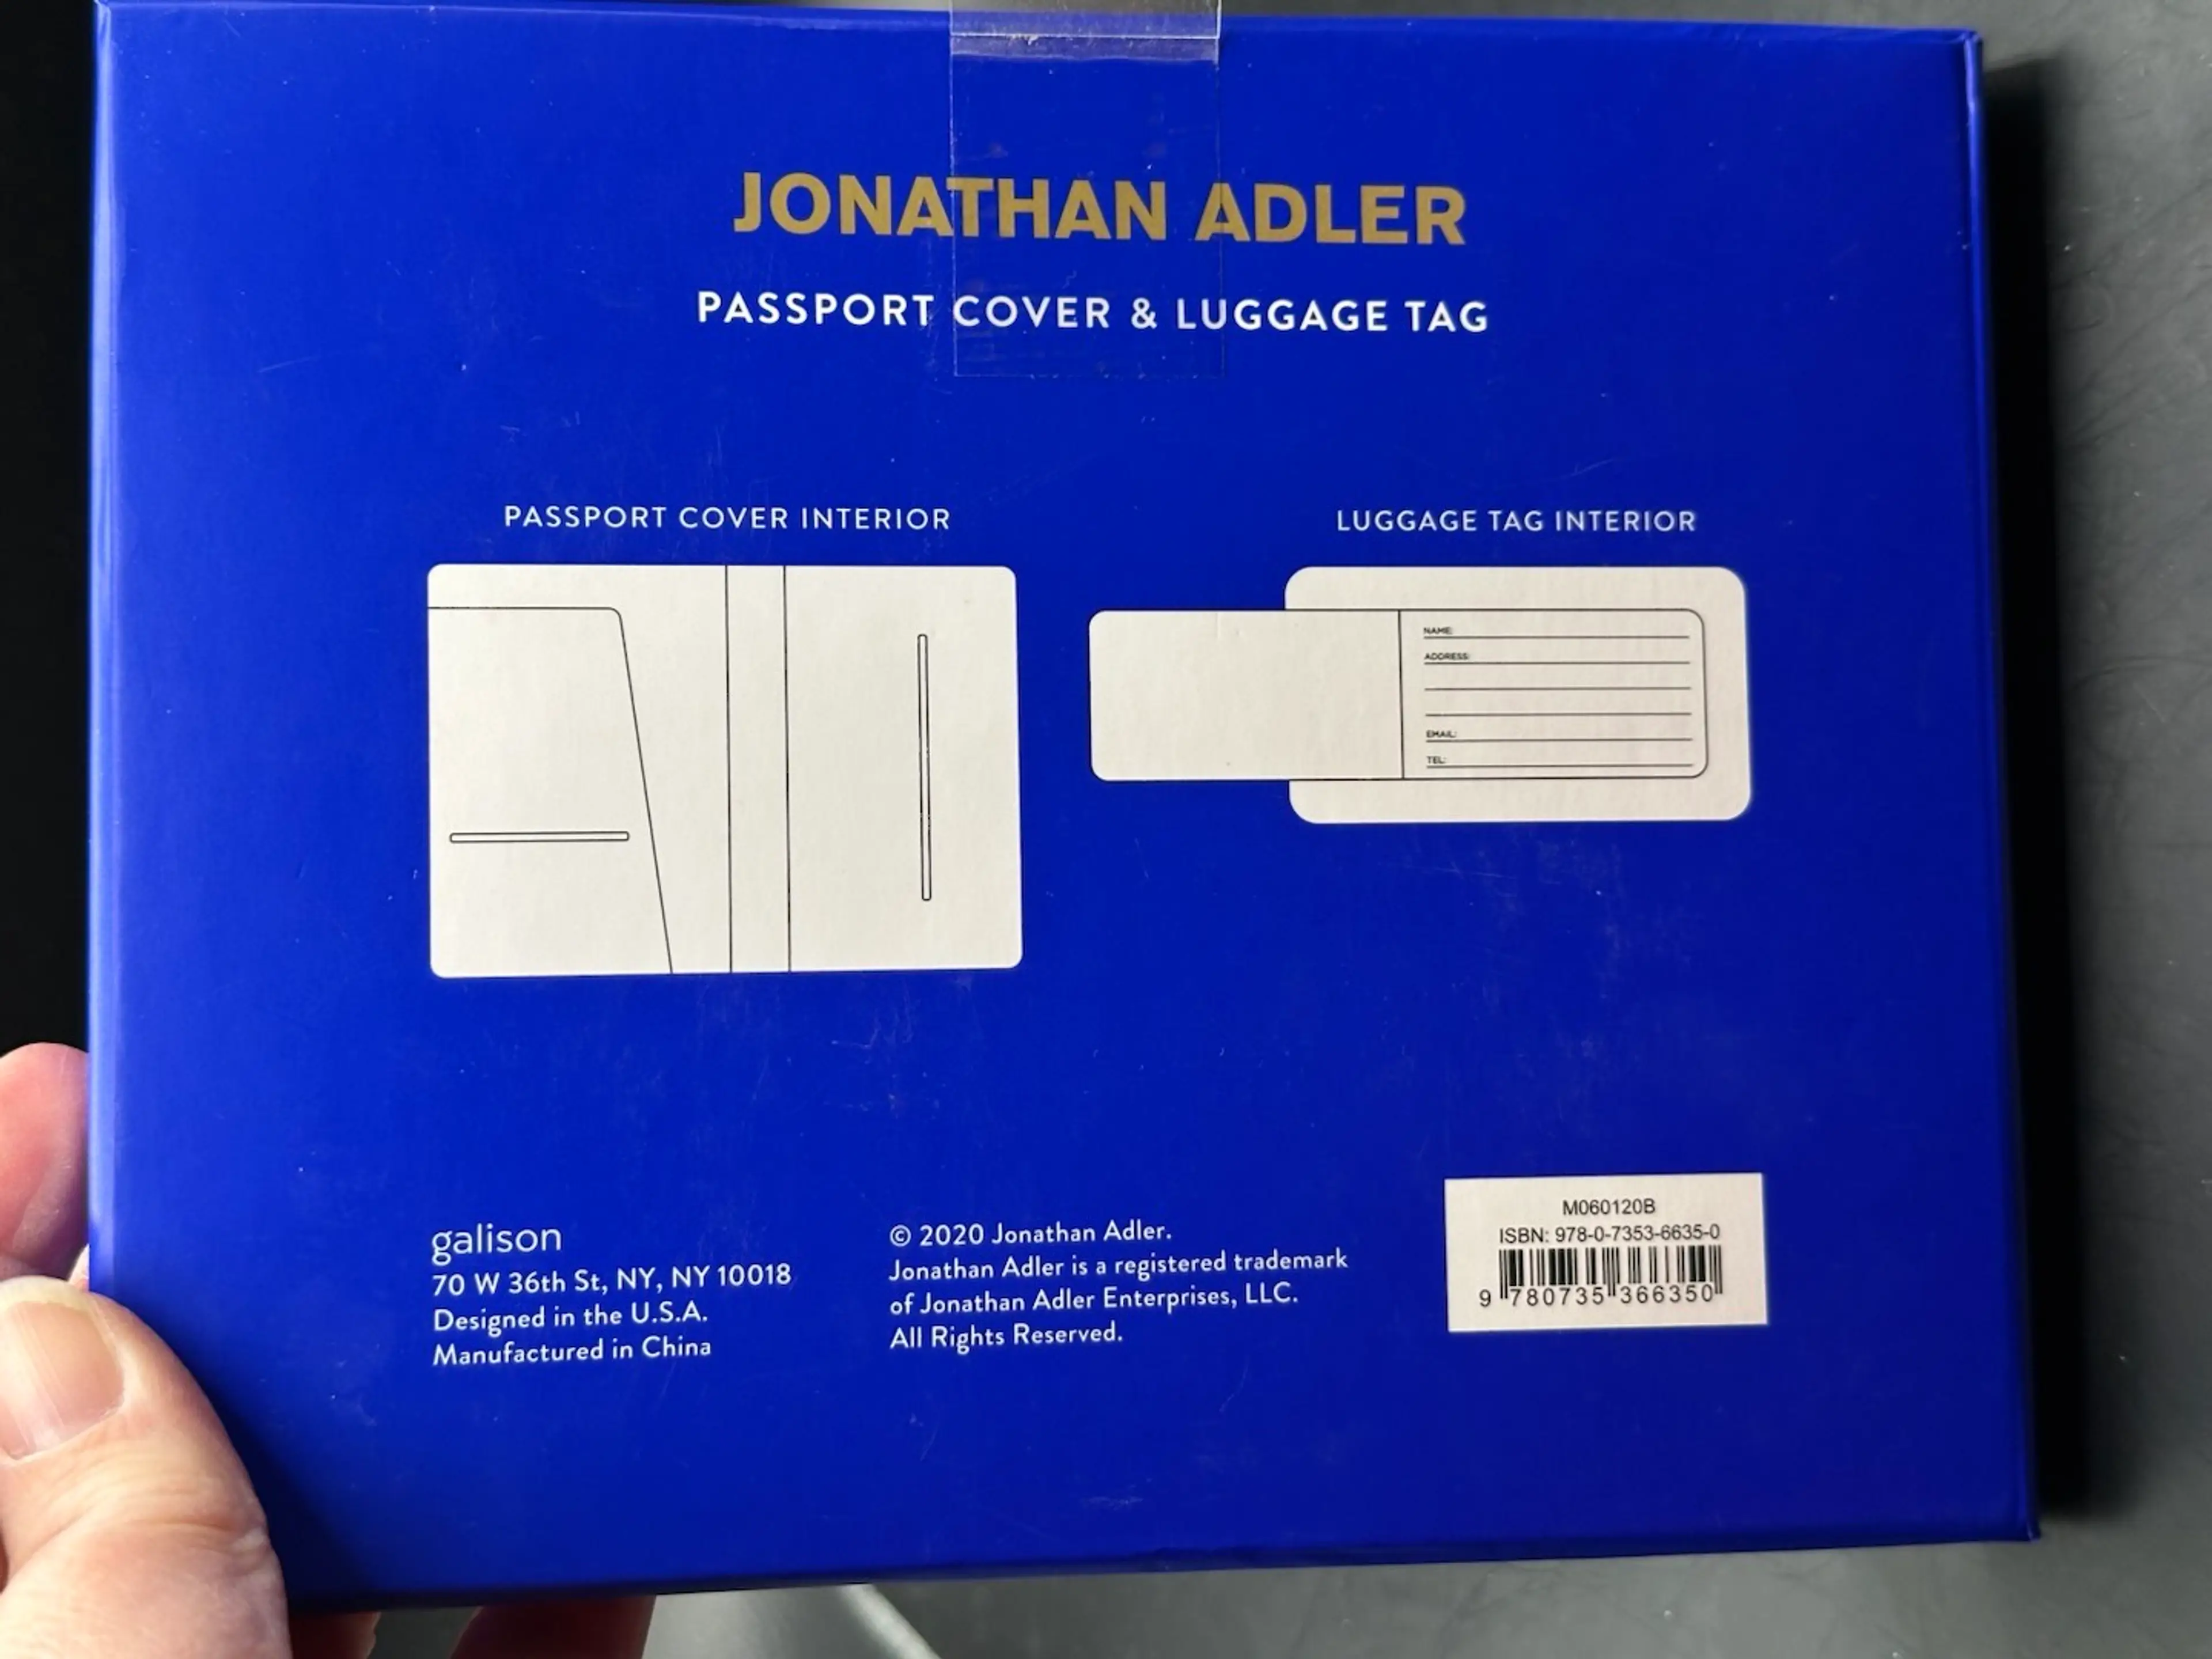 JONATHAN ADLER
PASSPORT COVER & LUGGAGE TAG
PASSPORT COVER INTERIOR
LUGGAGE TAG INTERIOR
NAME:
ADDRESS:
EMAIL:
TEL:
galison
70 W 36th St, NY, NY 10018
Designed in the U.S.A.
Manufactured in China
© 2020 Jonathan Adler.
Jonathan Adler is a registered trademark
of Jonathan Adler Enterprises, LLC.
All Rights Reserved.
M060120B
ISBN: 978-0-7353-6635-0
9 780735 366350